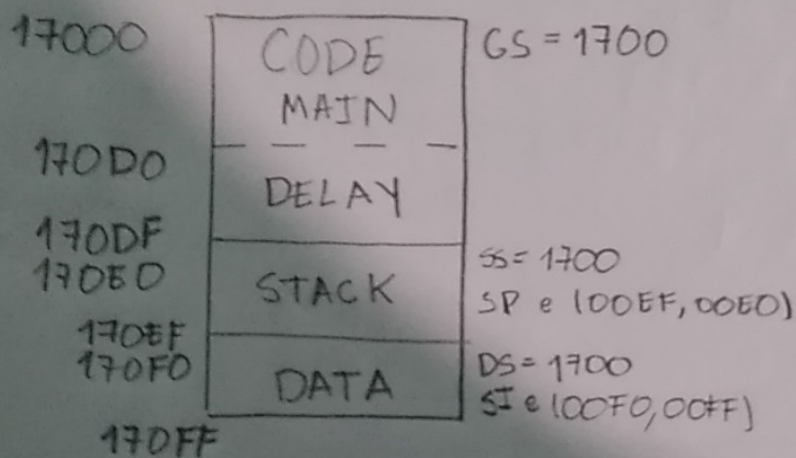 17000 CODE GS = 1700
MAIN
170D0
DELAY
170DF
170E0 STACK SS = 1700
SP e (00EF, 00E0)
170EF
170F0 DATA DS = 1700
SI e (00F0, 00FF)
170FF